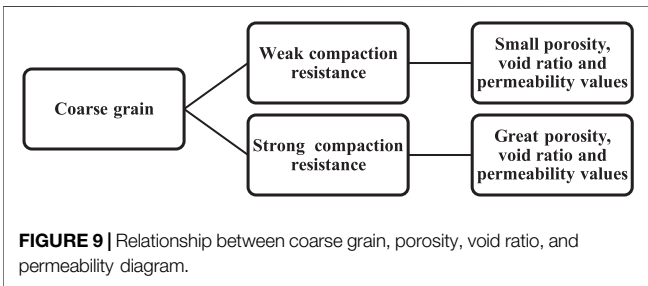 Coarse grain
Weak compaction
resistance
Small porosity,
void ratio and
permeability values
Strong compaction
resistance
Great porosity,
void ratio and
permeability values
FIGURE 9 | Relationship between coarse grain, porosity, void ratio, and
permeability diagram.